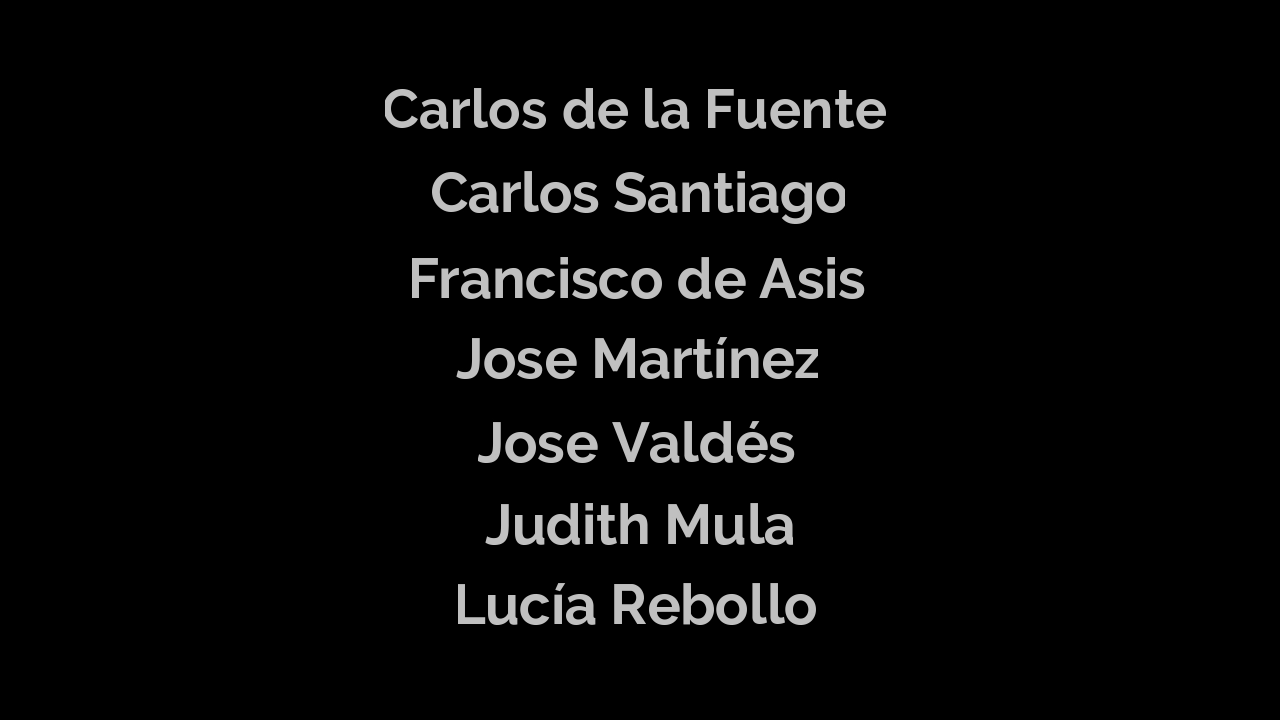 Carlos de la Fuente
Carlos Santiago
Francisco de Asis
Jose Martínez
Jose Valdés
Judith Mula
Lucía Rebollo